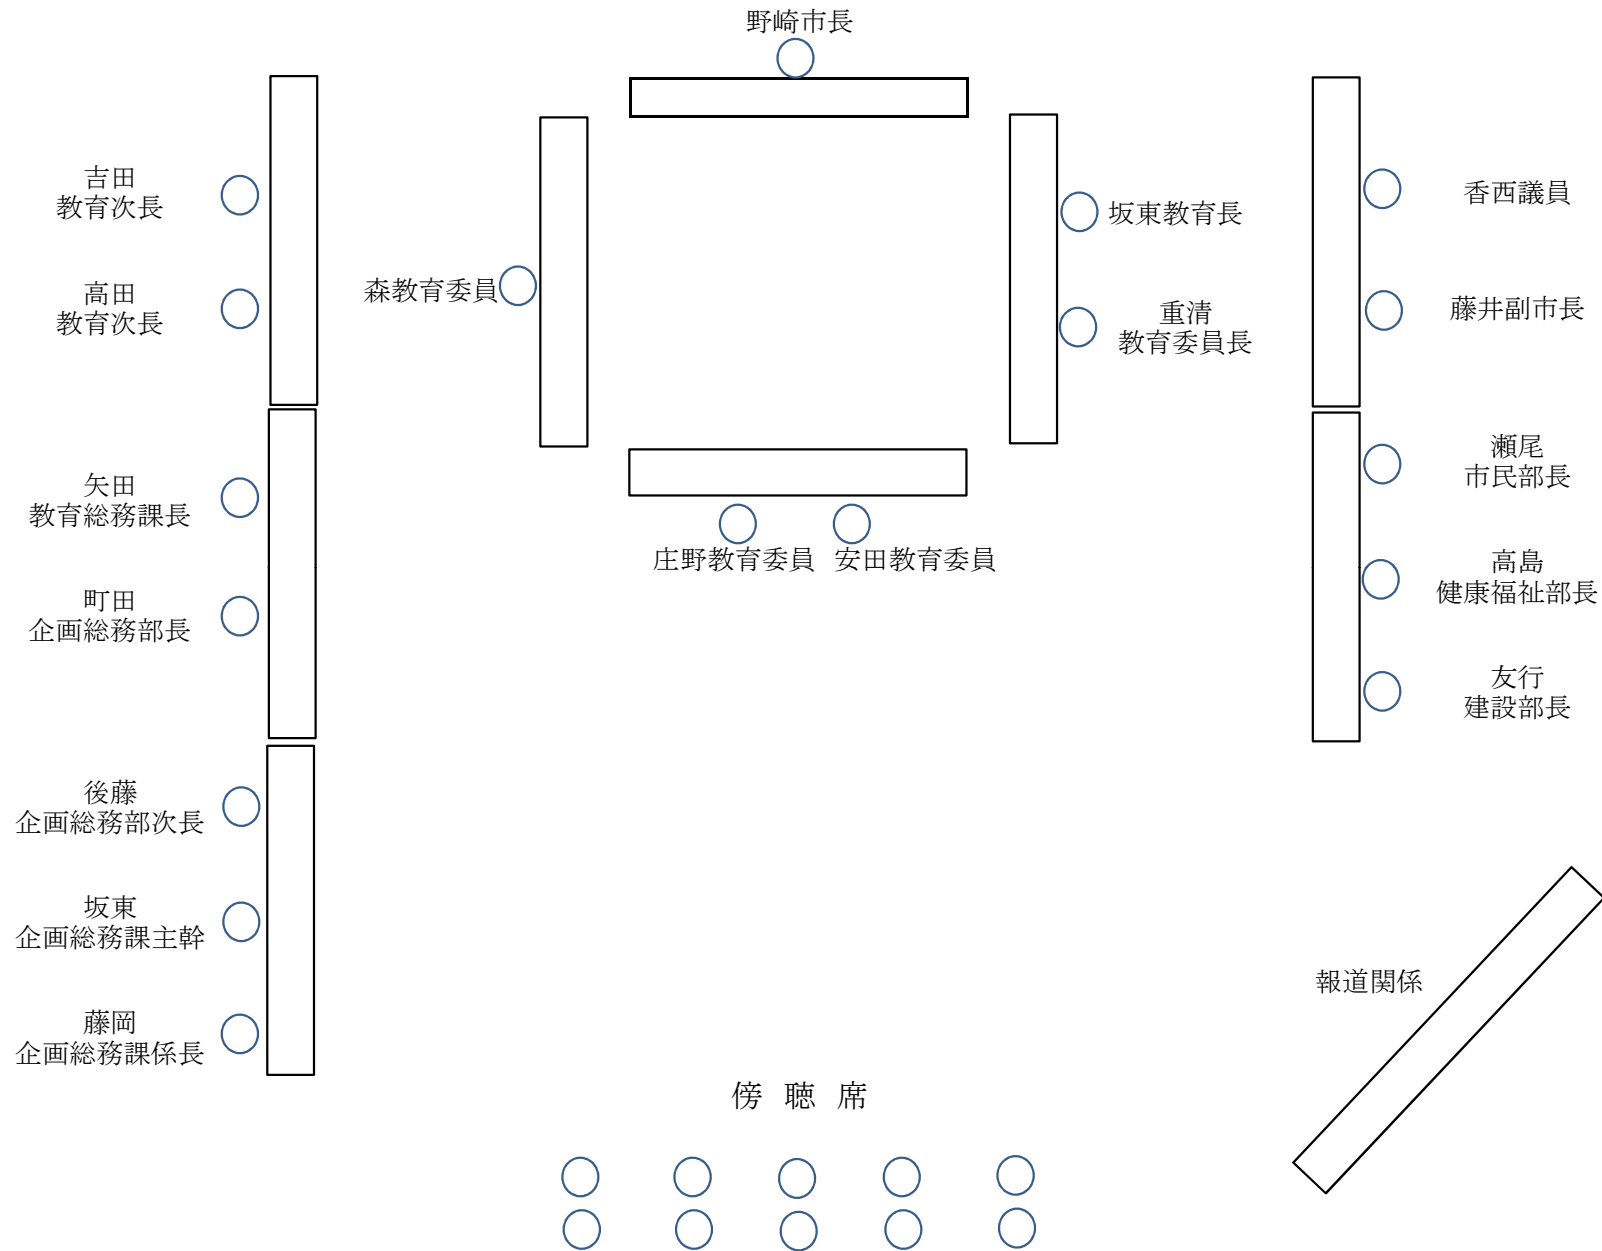 野崎市長
吉田
教育次長
高田
教育次長
矢田
教育総務課長
町田
企画総務部長
後藤
企画総務部次長
坂東
企画総務課主幹
藤岡
企画総務課係長
森教育委員
坂東教育長
重清
教育委員長
庄野教育委員
安田教育委員
香西議員
藤井副市長
瀬尾
市民部長
高島
健康福祉部長
友行
建設部長
報道関係
傍 聴 席